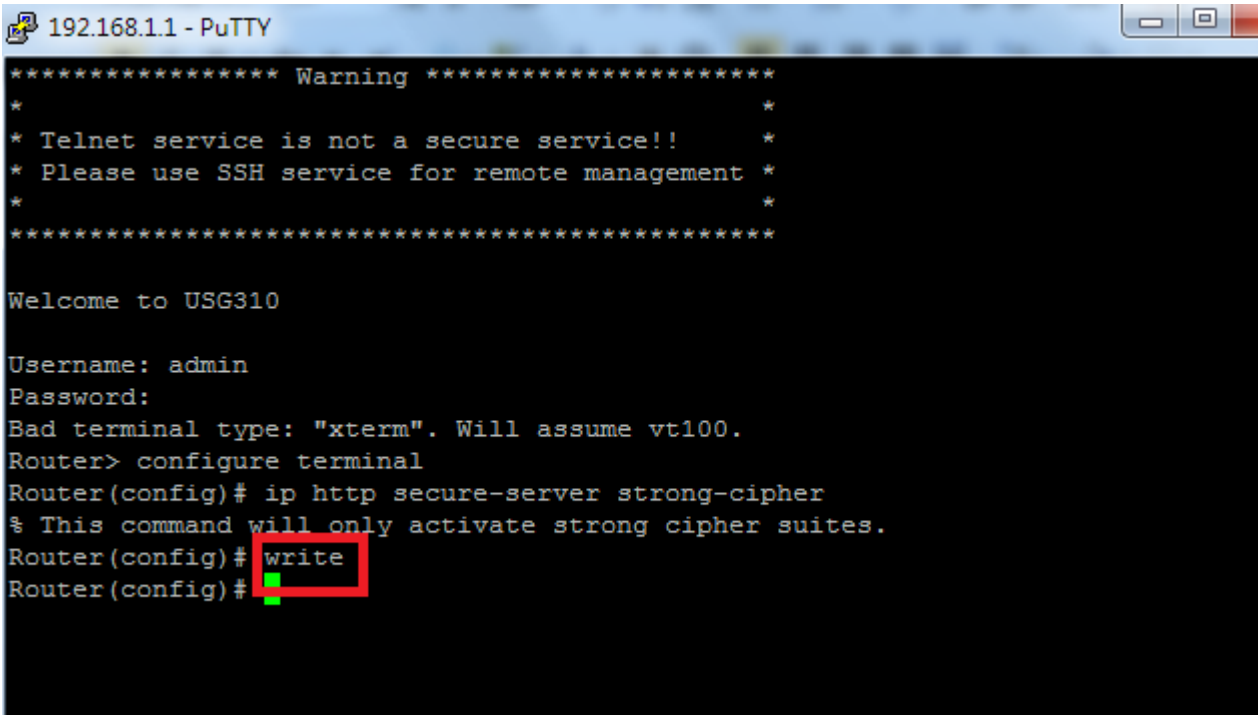 192.168.1.1 - PuTTY
***************** Warning **********************
* *
* Telnet service is not a secure service!! *
* Please use SSH service for remote management *
* *
************************************************
Welcome to USG310
Username: admin
Password:
Bad terminal type: "xterm". Will assume vt100.
Router> configure terminal
Router(config)# ip http secure-server strong-cipher
% This command will only activate strong cipher suites.
Router(config)# write
Router(config)#